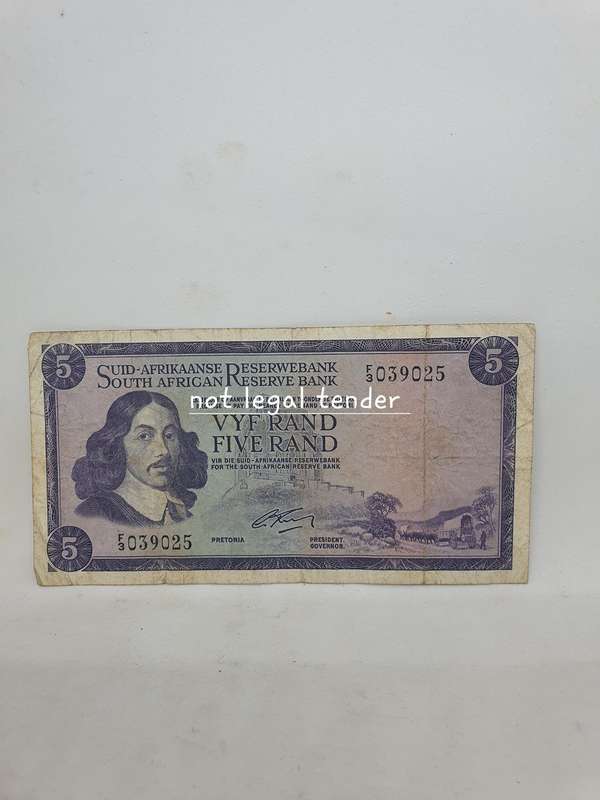 5
SUID-AFRIKAANSE RESERWEBANK
SOUTH AFRICAN RESERVE BANK
F/3 039025
5
not legal tender
VYF RAND
FIVE RAND
VIR DIE SUID-AFRIKAANSE RESERWEBANK
FOR THE SOUTH AFRICAN RESERVE BANK
5
F/3 039025
PRETORIA
PRESIDENT.
GOVERNOR.